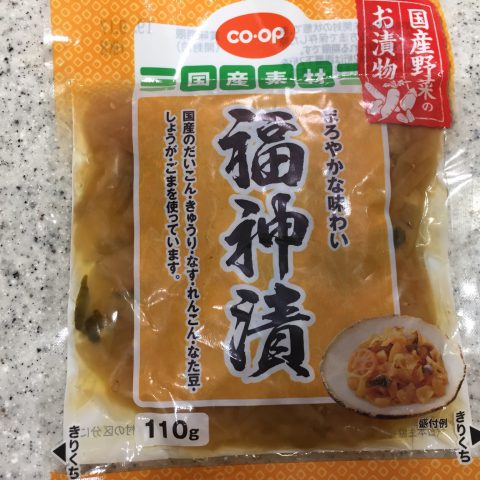 co·op
国産素材
国産野菜の
お漬物
まろやかな味わい
福神漬
国産のだいこん・きゅうり・なす・れんこん・なた豆・
しょうが・ごまを使っています。
110g
盛付例
きりくち
きりくち